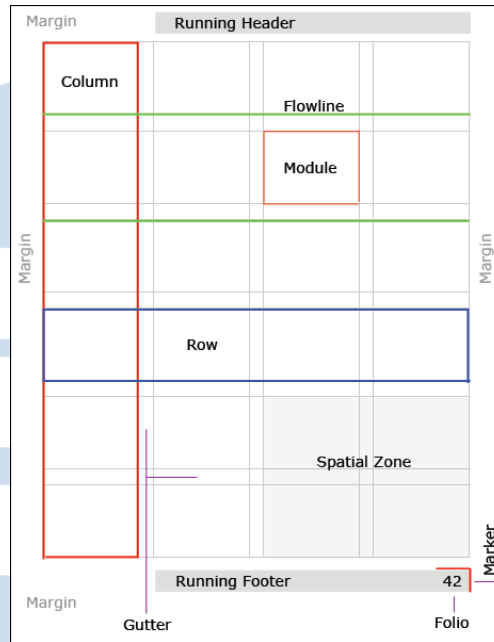 Margin
Running Header
Column
Flowline
Module
Margin
Margin
Row
Spatial Zone
Marker
Running Footer
42
Margin
Gutter
Folio